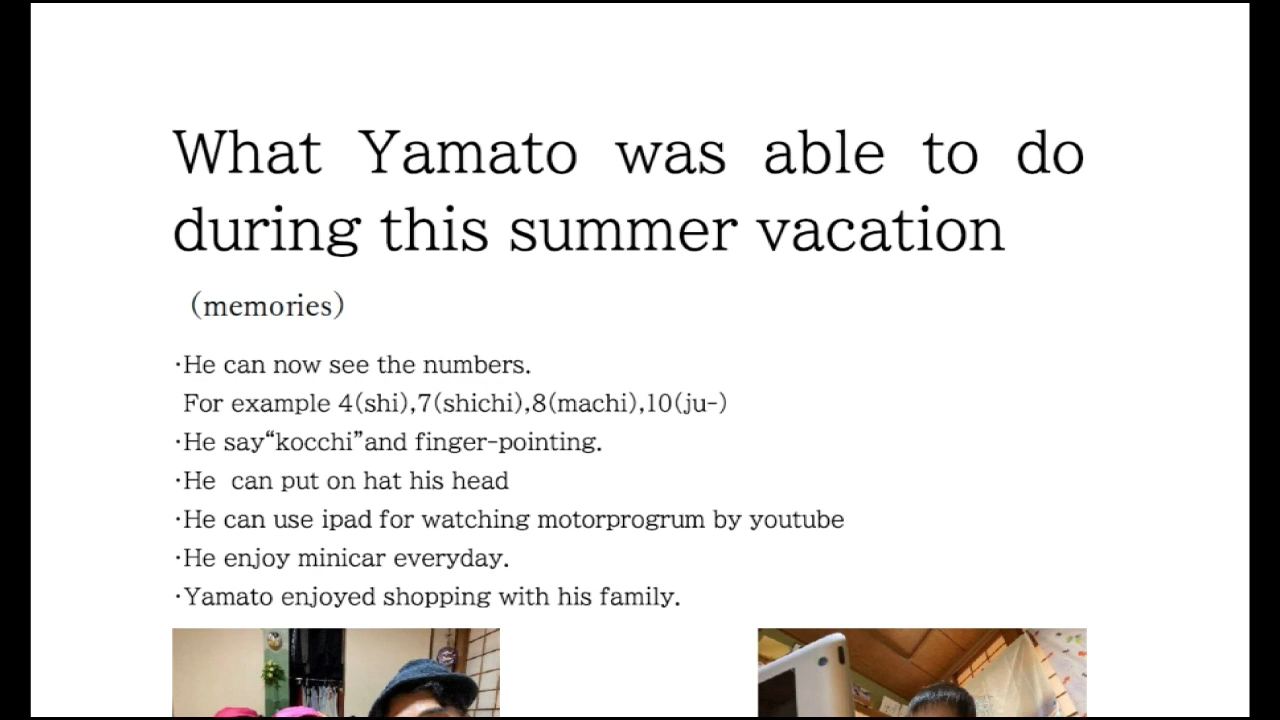 What Yamato was able to do
during this summer vacation
（memories）
·He can now see the numbers.
For example 4(shi),7(shichi),8(machi),10(ju-)
·He say“kocchi”and finger-pointing.
·He  can put on hat his head
·He can use ipad for watching motorprogrum by youtube
·He enjoy minicar everyday.
·Yamato enjoyed shopping with his family.